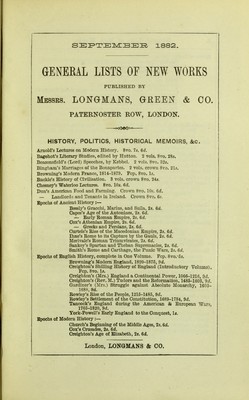 SEPTEMBER 1882.
GENERAL LISTS OF NEW WORKS
PUBLISHED BY
MESSRS. LONGMANS, GREEN & CO.
PATERNOSTER ROW, LONDON.
HISTORY, POLITICS, HISTORICAL MEMOIRS, &c.
Arnold's Lectures on Modern History. 8vo. 7s. 6d.
Bagehot's Literary Studies, edited by Hutton. 2 vols. 8vo. 28s.
Beaconsfield's (Lord) Speeches, by Kebbel. 2 vols. 8vo. 32s.
Bingham's Marriages of the Bonapartes. 2 vols. crown 8vo. 21s.
Browning's Modern France, 1814-1879. Fcp. 8vo. 1s.
Buckle's History of Civilisation. 3 vols. crown 8vo. 24s.
Chesney's Waterloo Lectures. 8vo. 10s. 6d.
Dun's American Food and Farming. Crown 8vo. 10s. 6d.
— Landlords and Tenants in Ireland. Crown 8vo. 6s.
Epochs of Ancient History :—
Beesly's Gracchi, Marius, and Sulla, 2s. 6d.
Capes's Age of the Antonines, 2s. 6d.
— Early Roman Empire, 2s. 6d.
Cox's Athenian Empire, 2s. 6d.
— Greeks and Persians, 2s. 6d.
Curteis's Rise of the Macedonian Empire, 2s. 6d.
Ihne's Rome to its Capture by the Gauls, 2s. 6d.
Merivale's Roman Triumvirates, 2s. 6d.
Sankey's Spartan and Theban Supremacies, 2s. 6d.
Smith's Rome and Carthage, the Punic Wars, 2s. 6d.
Epochs of English History, complete in One Volume. Fcp. 8vo. 5s.
Browning's Modern England, 1820-1875, 9d.
Creighton's Shilling History of England (Introductory Volume).
Fcp. 8vo. 1s.
Creighton's (Mrs.) England a Continental Power, 1066-1216, 9d.
Creighton's (Rev. M.) Tudors and the Reformation, 1485-1603, 9d.
Gardiner's (Mrs.) Struggle against Absolute Monarchy, 1603-
1688, 9d.
Rowley's Rise of the People, 1215-1485, 9d.
Rowley's Settlement of the Constitution, 1689-1784, 9d.
Tancock's England during the American & European Wars,
1765-1820, 9d.
York-Powell's Early England to the Conquest, 1s.
Epochs of Modern History :—
Church's Beginning of the Middle Ages, 2s. 6d.
Cox's Crusades, 2s. 6d.
Creighton's Age of Elizabeth, 2s. 6d.
London, LONGMANS & CO.